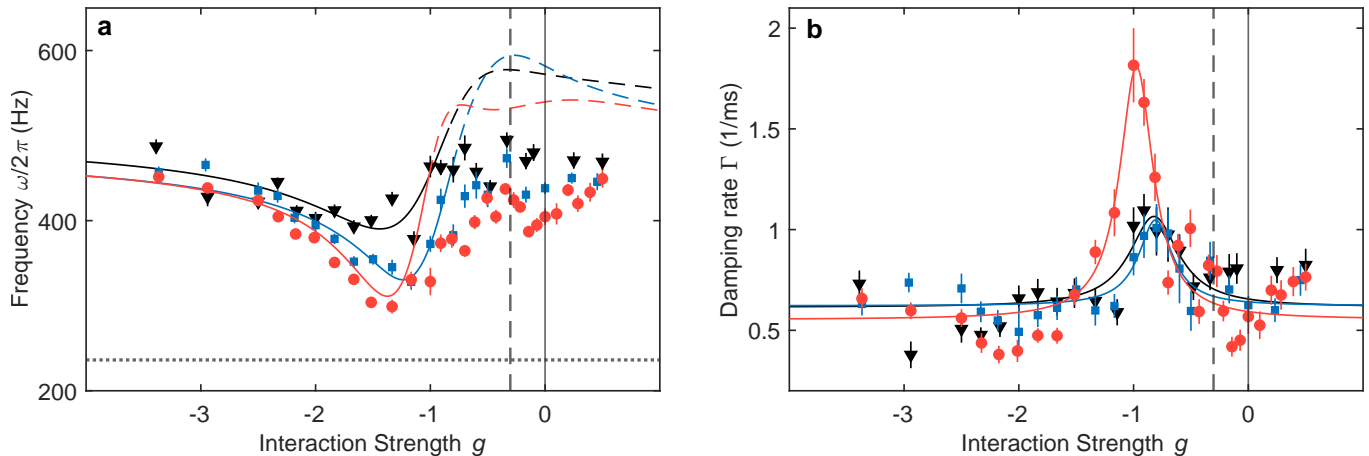 a
600
500
400
200
Frequency ω/2π (Hz)
-3
-2
-1
0
Interaction Strength g
b
2
1.5
1
0.5
Damping rate Γ (1/ms)
-3
-2
-1
0
Interaction Strength g